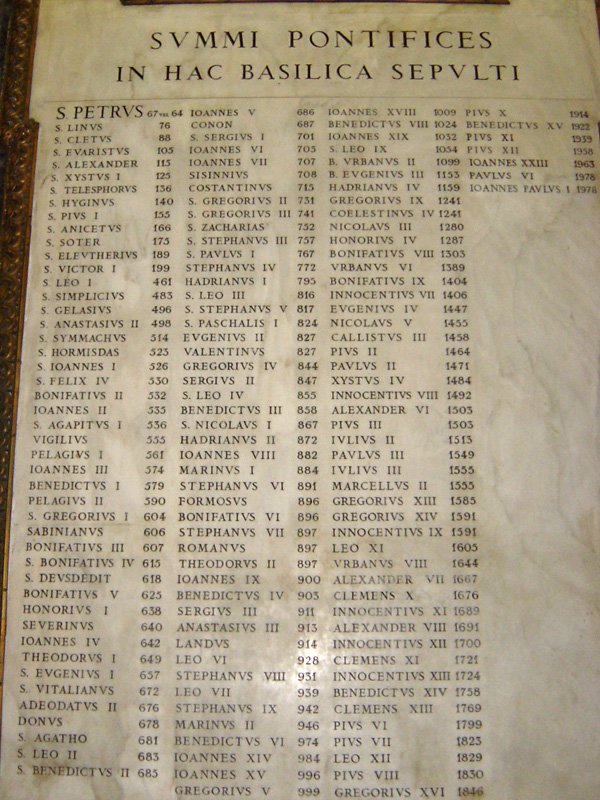 SVMMI PONTIFICES
IN HAC BASILICA SEPVLTI
S. PETRVS 67 VEL 64
S. LINVS 76
S. CLETVS 88
S. EVARISTVS 105
S. ALEXANDER 115
S. XYSTVS I 125
S. TELESPHORVS 136
S. HYGINVS 140
S. PIVS I 155
S. ANICETVS 166
S. SOTER 175
S. ELEVTHERIVS 189
S. VICTOR I 199
S. LEO I 461
S. SIMPLICIVS 483
S. GELASIVS 496
S. ANASTASIVS II 498
S. SYMMACHVS 514
S. HORMISDAS 523
S. IOANNES I 526
S. FELIX IV 530
BONIFATIVS II 532
IOANNES II 535
S. AGAPITVS I 536
VIGILIVS 555
PELAGIVS I 561
IOANNES III 574
BENEDICTVS I 579
PELAGIVS II 590
S. GREGORIVS I 604
SABINIANVS 606
BONIFATIVS III 607
S. BONIFATIVS IV 615
S. DEVSDEDIT 618
BONIFATIVS V 625
HONORIVS I 638
SEVERINVS 640
IOANNES IV 642
THEODORVS I 649
S. EVGENIVS I 657
S. VITALIANVS 672
ADEODATVS II 676
DONVS 678
S. AGATHO 681
S. LEO II 683
S. BENEDICTVS II 685
IOANNES V 686
CONON 687
S. SERGIVS I 701
IOANNES VI 705
IOANNES VII 707
SISINNIVS 708
COSTANTINVS 715
S. GREGORIVS II 731
S. GREGORIVS III 741
S. ZACHARIAS 752
S. STEPHANVS III 757
S. PAVLVS I 767
STEPHANVS IV 772
HADRIANVS I 795
S. LEO III 816
S. STEPHANVS V 817
S. PASCHALIS I 824
EVGENIVS II 827
VALENTINVS 827
GREGORIVS IV 844
SERGIVS II 847
S. LEO IV 855
BENEDICTVS III 858
S. NICOLAVS I 867
HADRIANVS II 872
IOANNES VIII 882
MARINVS I 884
STEPHANVS VI 891
FORMOSVS 896
BONIFATIVS VI 896
STEPHANVS VII 897
ROMANVS 897
THEODORVS II 897
IOANNES IX 900
BENEDICTVS IV 903
SERGIVS III 911
ANASTASIVS III 913
LANDVS 914
LEO VI 928
STEPHANVS VIII 931
LEO VII 939
STEPHANVS IX 942
MARINVS II 946
BENEDICTVS VI 974
IOANNES XIV 984
IOANNES XV 996
GREGORIVS V 999
IOANNES XVIII 1009
BENEDICTVS VIII 1024
IOANNES XIX 1032
S. LEO IX 1054
B. VRBANVS II 1099
B. EVGENIVS III 1153
HADRIANVS IV 1159
GREGORIVS IX 1241
COELESTINVS IV 1241
NICOLAVS III 1280
HONORIVS IV 1287
BONIFATIVS VIII 1303
VRBANVS VI 1389
BONIFATIVS IX 1404
INNOCENTIVS VII 1406
EVGENIVS IV 1447
NICOLAVS V 1455
CALLISTVS III 1458
PIVS II 1464
PAVLVS II 1471
XYSTVS IV 1484
INNOCENTIVS VIII 1492
ALEXANDER VI 1503
PIVS III 1503
IVLIVS II 1513
PAVLVS III 1549
IVLIVS III 1555
MARCELLVS II 1555
GREGORIVS XIII 1585
GREGORIVS XIV 1591
INNOCENTIVS IX 1591
LEO XI 1605
VRBANVS VIII 1644
ALEXANDER VII 1667
CLEMENS X 1676
INNOCENTIVS XI 1689
ALEXANDER VIII 1691
INNOCENTIVS XII 1700
CLEMENS XI 1721
INNOCENTIVS XIII 1724
BENEDICTVS XIV 1758
CLEMENS XIII 1769
PIVS VI 1799
PIVS VII 1823
LEO XII 1829
PIVS VIII 1830
GREGORIVS XVI 1846
PIVS X 1914
BENEDICTVS XV 1922
PIVS XI 1939
PIVS XII 1958
IOANNES XXIII 1963
PAVLVS VI 1978
IOANNES PAVLVS I 1978